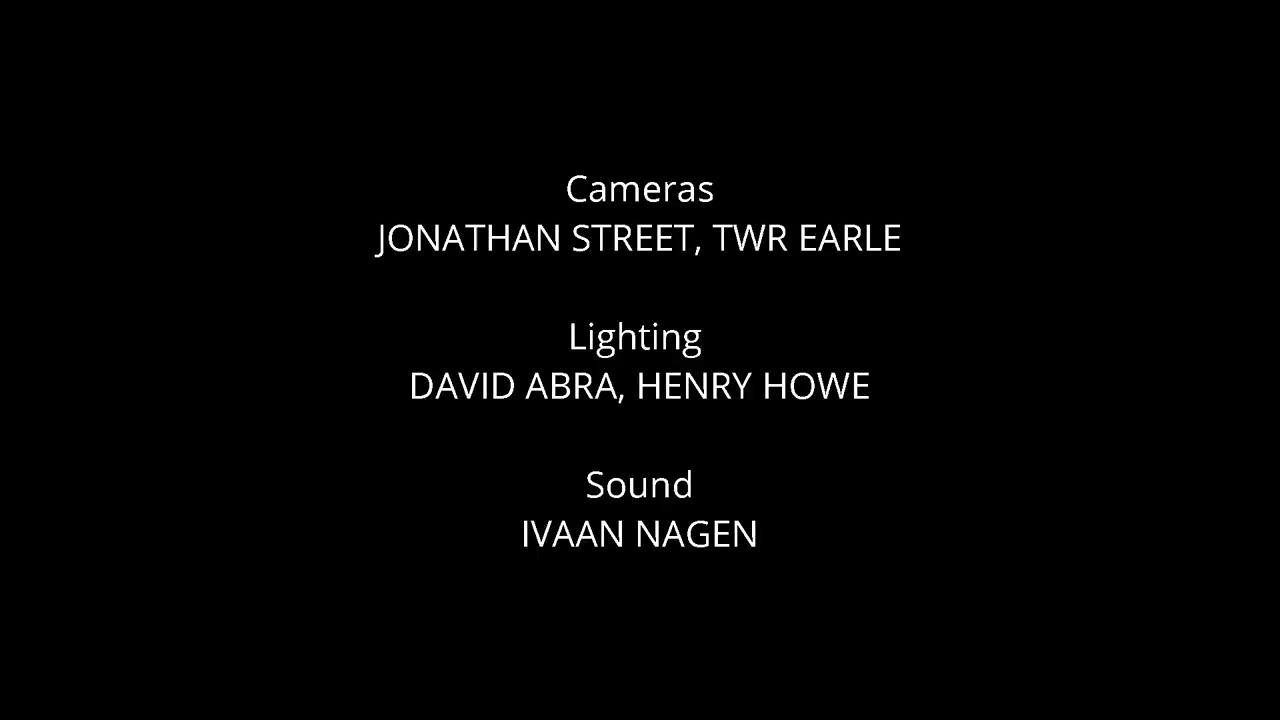 Cameras
JONATHAN STREET, TWR EARLE
Lighting
DAVID ABRA, HENRY HOWE
Sound
IVAAN NAGEN